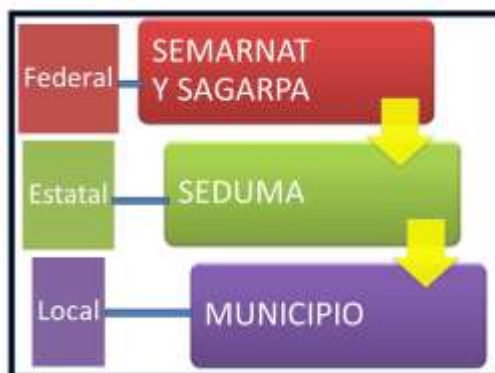 Federal
SEMARNAT
Y SAGARPA
Estatal
SEDUMA
Local
MUNICIPIO